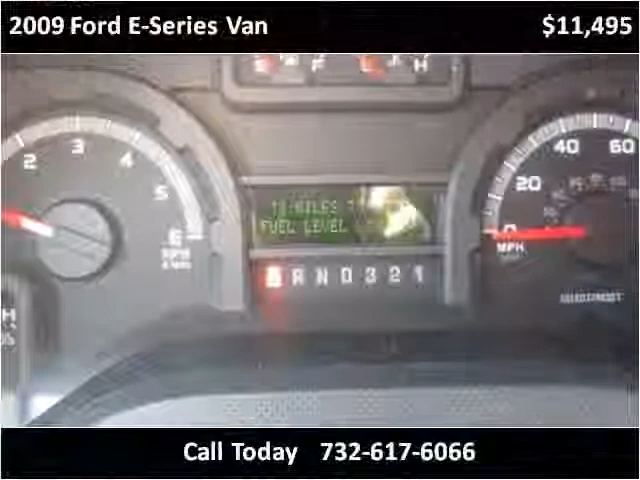 2009 Ford E-Series Van $11,495
E F L H
2 3 4 5 6
20 40 60
0
MPH
MILES
FUEL LEVEL
R N D 3 2 1
H
Call Today 732-617-6066